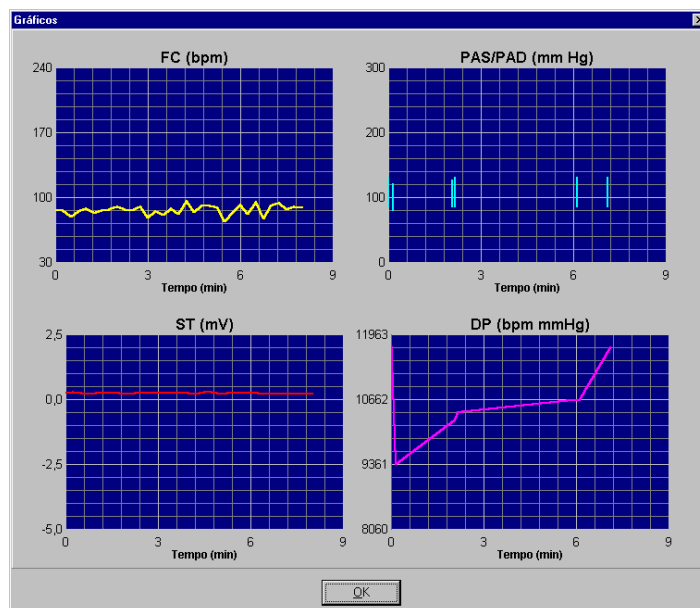 Gráficos
FC (bpm)
240
170
100
30
0 3 6 9
Tempo (min)
PAS/PAD (mm Hg)
300
200
100
0
0 3 6 9
Tempo (min)
ST (mV)
2,5
0,0
-2,5
-5,0
0 3 6 9
Tempo (min)
DP (bpm mmHg)
11963
10662
9361
8060
0 3 6 9
Tempo (min)
OK